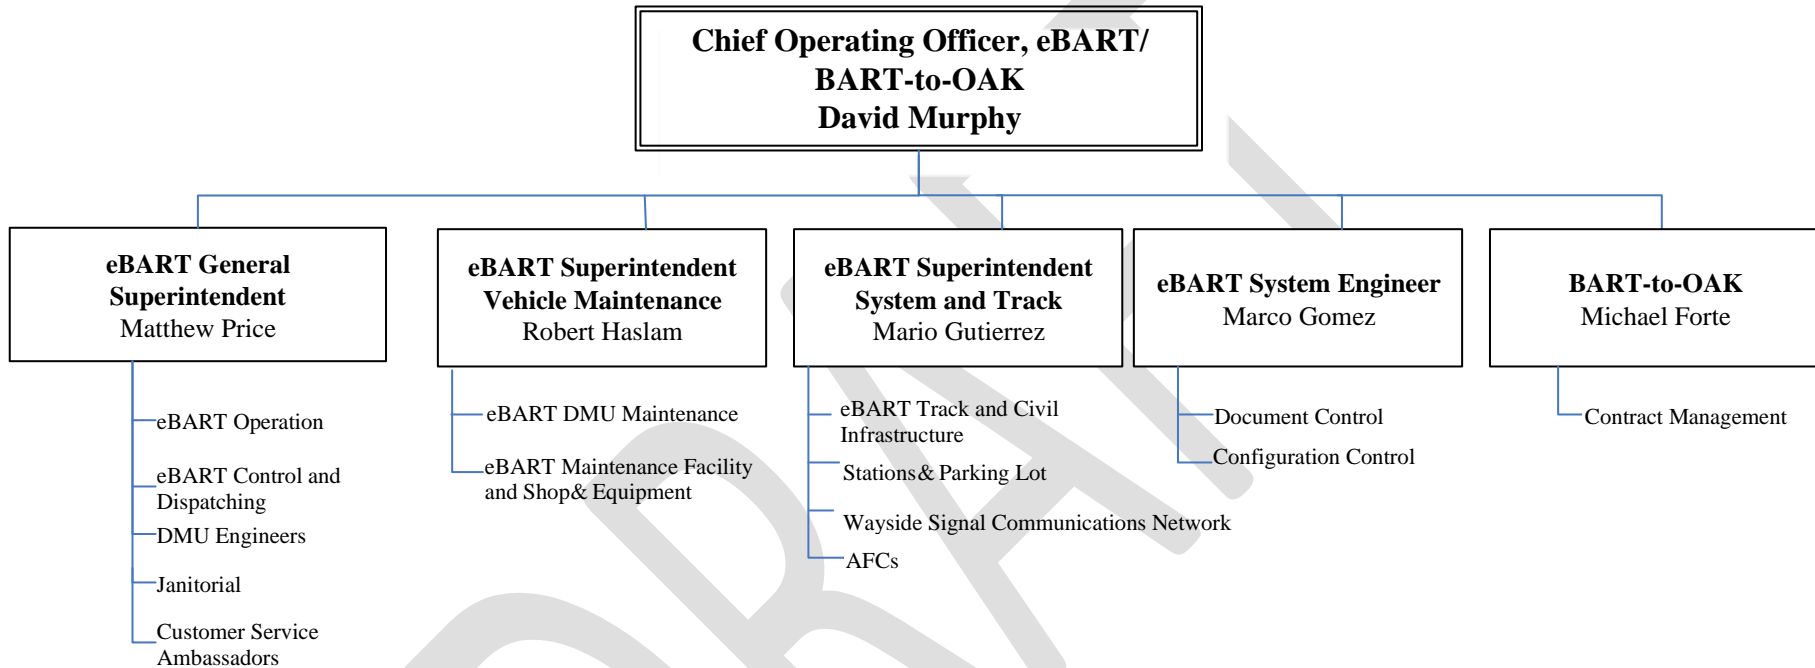 Chief Operating Officer, eBART/
BART-to-OAK
David Murphy
eBART General
Superintendent
Matthew Price
eBART Operation
eBART Control and
Dispatching
DMU Engineers
Janitorial
Customer Service
Ambassadors
eBART Superintendent
Vehicle Maintenance
Robert Haslam
eBART DMU Maintenance
eBART Maintenance Facility
and Shop& Equipment
eBART Superintendent
System and Track
Mario Gutierrez
eBART Track and Civil
Infrastructure
Stations& Parking Lot
Wayside Signal Communications Network
AFCs
eBART System Engineer
Marco Gomez
Document Control
Configuration Control
BART-to-OAK
Michael Forte
Contract Management
DRAFT